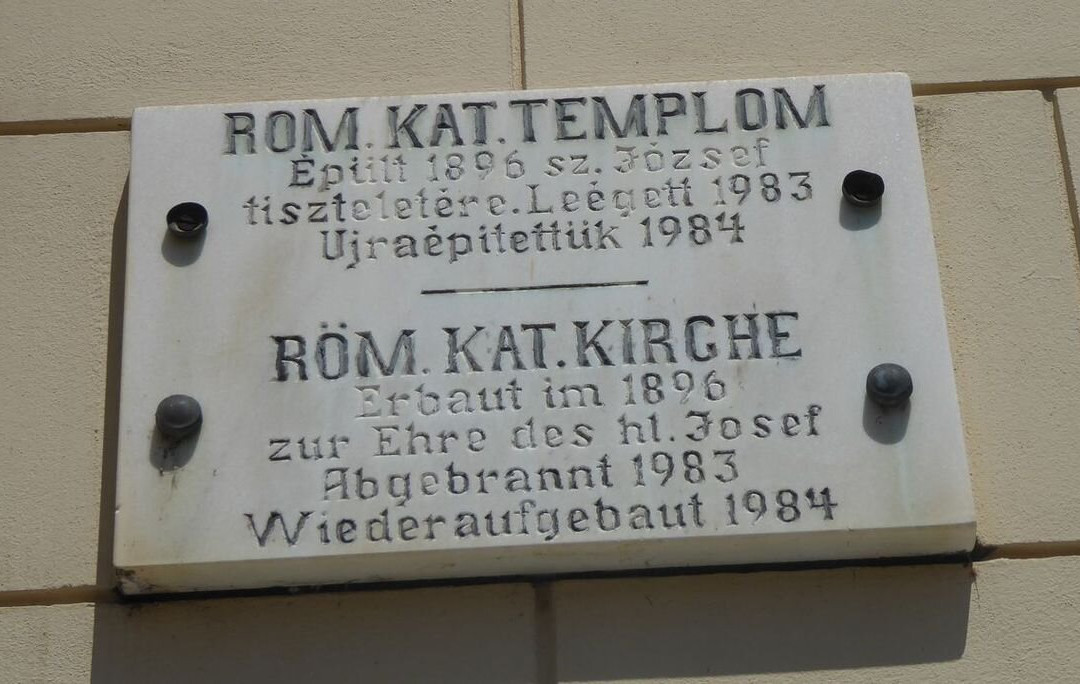 ROM. KAT. TEMPLOM
Épült 1896 sz. József
tiszteletére. Leégett 1983
Ujraépitettük 1984
RÖM. KAT. KIRCHE
Erbaut im 1896
zur Ehre des hl. Josef
Abgebrannt 1983
Wiederaufgebaut 1984